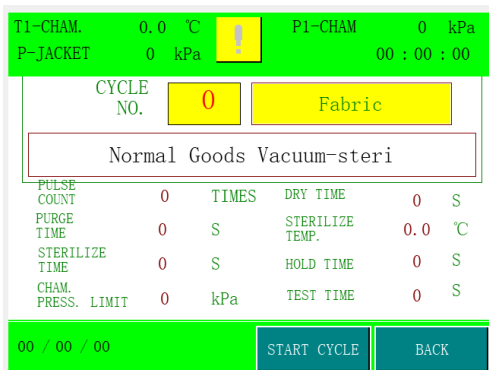 T1-CHAM. 0.0 ℃ ! P1-CHAM 0 kPa
P-JACKET 0 kPa 00 : 00 : 00
CYCLE NO. 0 Fabric
Normal Goods Vacuum-steri
PULSE COUNT 0 TIMES DRY TIME 0 S
PURGE TIME 0 S STERILIZE TEMP. 0.0 ℃
STERILIZE TIME 0 S HOLD TIME 0 S
CHAM. PRESS. LIMIT 0 kPa TEST TIME 0 S
00 / 00 / 00 START CYCLE BACK